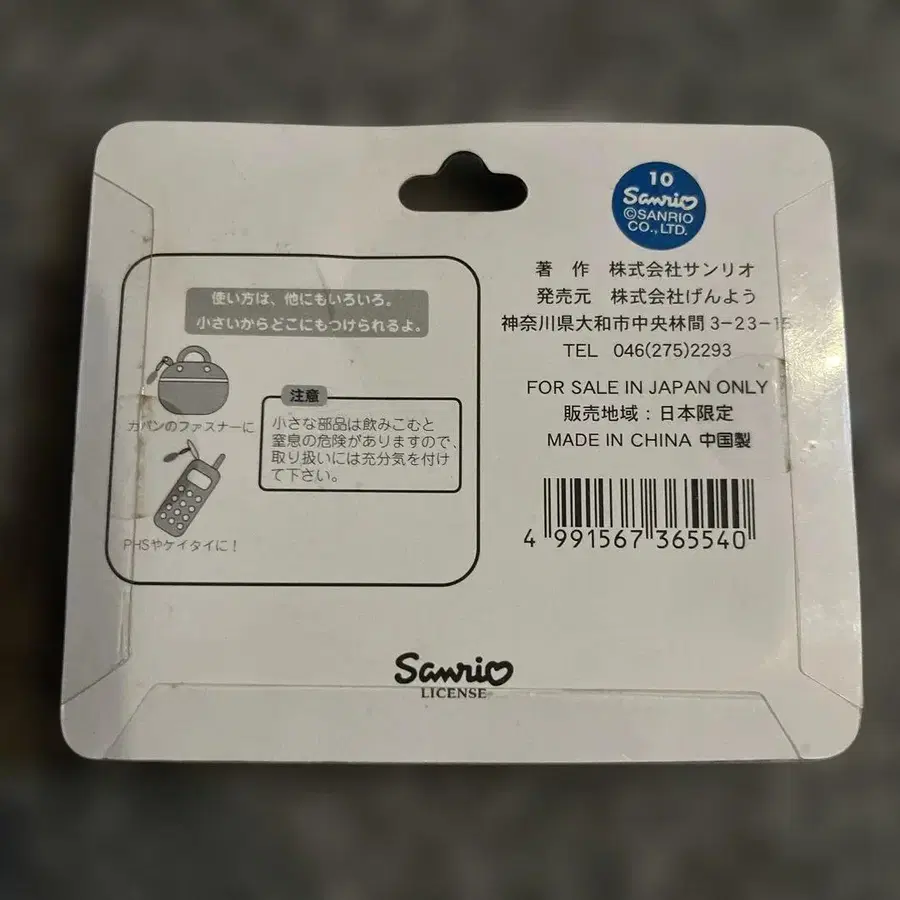 10
Sanrio
©SANRIO
CO., LTD.
著 作 株式会社サンリオ
発売元 株式会社げんよう
神奈川県大和市中央林間3-23-15
TEL 046(275)2293
FOR SALE IN JAPAN ONLY
販売地域：日本限定
MADE IN CHINA 中国製
4 991567 365540
使い方は、他にもいろいろ。
小さいからどこにもつけられるよ。
カバンのファスナーに
PHSやケイタイに！
注意
小さな部品は飲みこむと
窒息の危険がありますので、
取り扱いには充分気を付け
て下さい。
Sanrio
LICENSE